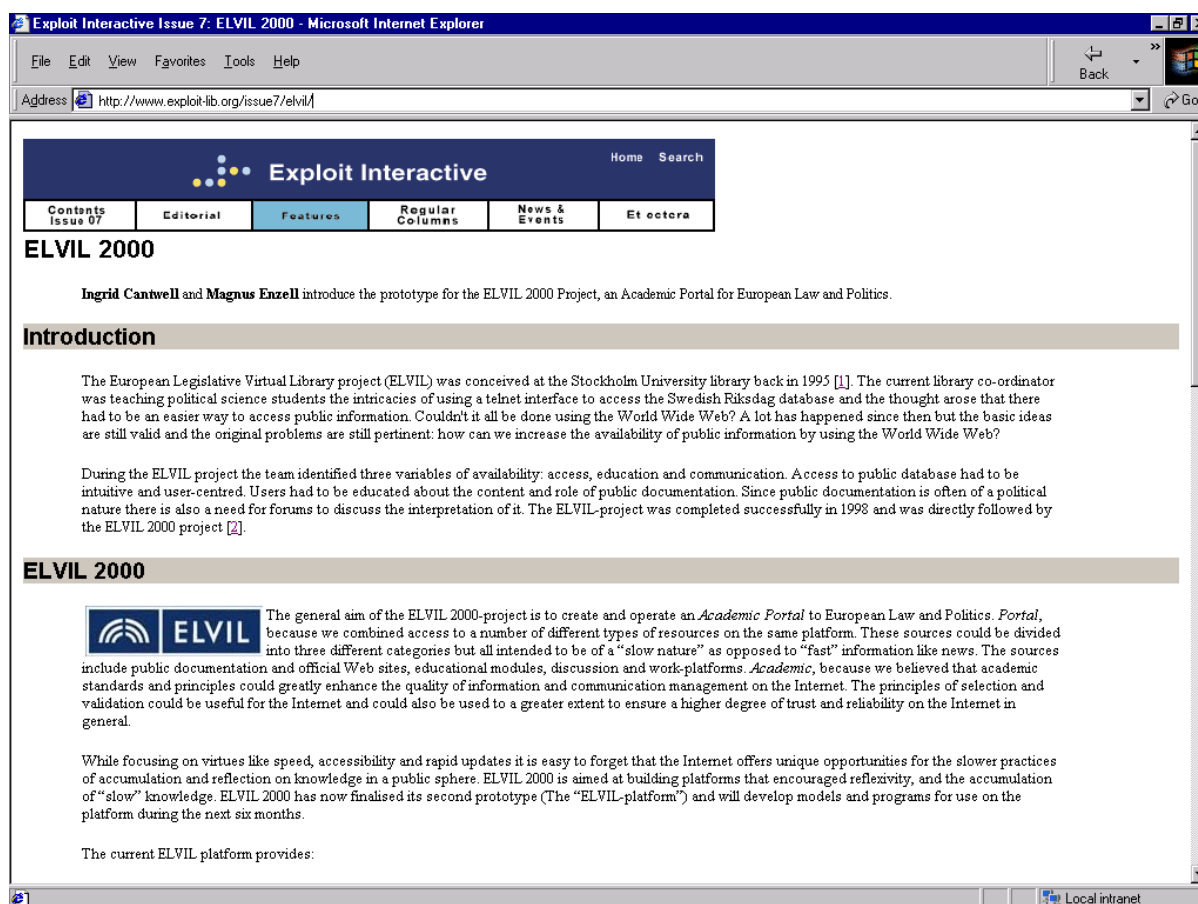 Exploit Interactive Issue 7: ELVIL 2000 - Microsoft Internet Explorer
File Edit View Favorites Tools Help
Back
»
Address http://www.exploit-lib.org/issue7/elvil/
Go
Exploit Interactive
Home Search
Contents Issue 07
Editorial
Features
Regular Columns
News & Events
Et cetera
ELVIL 2000
Ingrid Cantwell and Magnus Enzell introduce the prototype for the ELVIL 2000 Project, an Academic Portal for European Law and Politics.
Introduction
The European Legislative Virtual Library project (ELVIL) was conceived at the Stockholm University library back in 1995 [1]. The current library co-ordinator
was teaching political science students the intricacies of using a telnet interface to access the Swedish Riksdag database and the thought arose that there
had to be an easier way to access public information. Couldn't it all be done using the World Wide Web? A lot has happened since then but the basic ideas
are still valid and the original problems are still pertinent: how can we increase the availability of public information by using the World Wide Web?
During the ELVIL project the team identified three variables of availability: access, education and communication. Access to public database had to be
intuitive and user-centred. Users had to be educated about the content and role of public documentation. Since public documentation is often of a political
nature there is also a need for forums to discuss the interpretation of it. The ELVIL-project was completed successfully in 1998 and was directly followed by
the ELVIL 2000 project [2].
ELVIL 2000
ELVIL
The general aim of the ELVIL 2000-project is to create and operate an Academic Portal to European Law and Politics. Portal,
because we combined access to a number of different types of resources on the same platform. These sources could be divided
into three different categories but all intended to be of a “slow nature” as opposed to “fast” information like news. The sources
include public documentation and official Web sites, educational modules, discussion and work-platforms. Academic, because we believed that academic
standards and principles could greatly enhance the quality of information and communication management on the Internet. The principles of selection and
validation could be useful for the Internet and could also be used to a greater extent to ensure a higher degree of trust and reliability on the Internet in
general.
While focusing on virtues like speed, accessibility and rapid updates it is easy to forget that the Internet offers unique opportunities for the slower practices
of accumulation and reflection on knowledge in a public sphere. ELVIL 2000 is aimed at building platforms that encouraged reflexivity, and the accumulation
of “slow” knowledge. ELVIL 2000 has now finalised its second prototype (The “ELVIL-platform”) and will develop models and programs for use on the
platform during the next six months.
The current ELVIL platform provides:
Local intranet